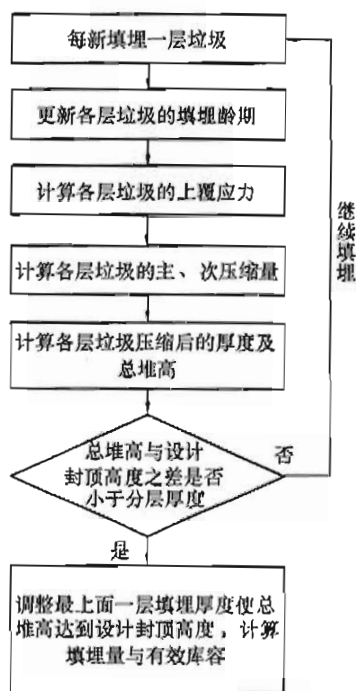 每新填埋一层垃圾
更新各层垃圾的填埋龄期
计算各层垃圾的上覆应力
继续填埋
计算各层垃圾的主、次压缩量
计算各层垃圾压缩后的厚度及
总堆高
总堆高与设计
封顶高度之差是否
小于分层厚度
否
是
调整最上面一层填埋厚度使总
堆高达到设计封顶高度，计算
填埋量与有效库容